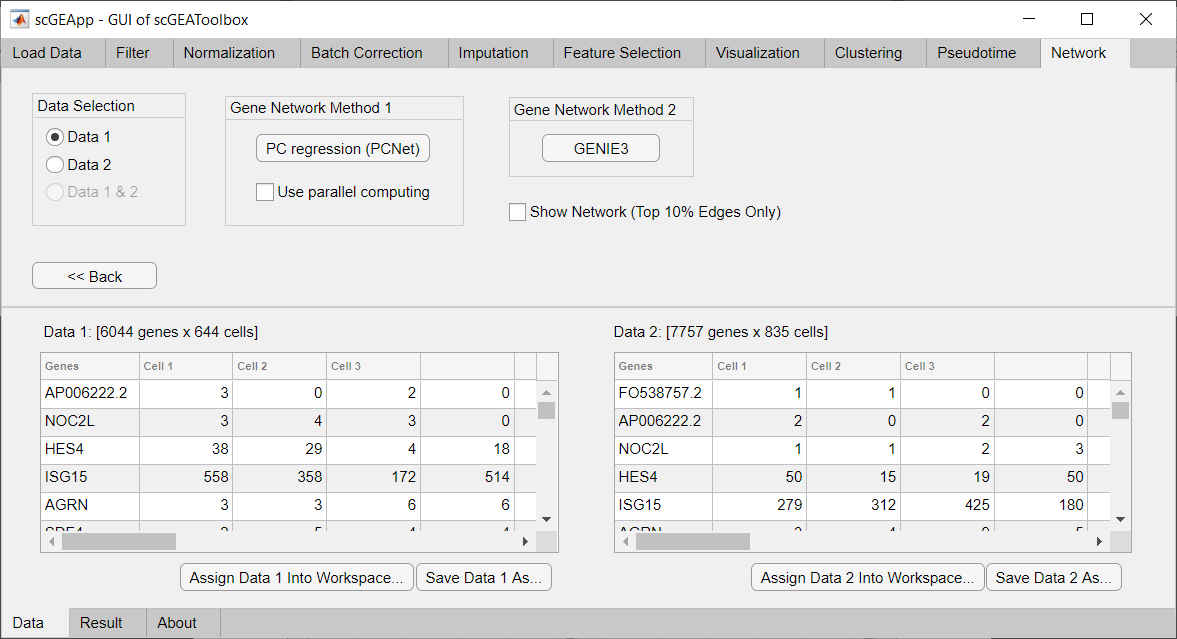 scGEApp - GUI of scGEAToolbox
Load Data Filter Normalization Batch Correction Imputation Feature Selection Visualization Clustering Pseudotime Network
Data Selection
Data 1
Data 2
Data 1 & 2
Gene Network Method 1
PC regression (PCNet)
Use parallel computing
Gene Network Method 2
GENIE3
Show Network (Top 10% Edges Only)
<< Back
Data 1: [6044 genes x 644 cells]
Genes Cell 1 Cell 2 Cell 3
AP006222.2 3 0 2 0
NOC2L 3 4 3 0
HES4 38 29 4 18
ISG15 558 358 172 514
AGRN 3 3 6 6
Assign Data 1 Into Workspace... Save Data 1 As...
Data 2: [7757 genes x 835 cells]
Genes Cell 1 Cell 2 Cell 3
FO538757.2 1 1 0 0
AP006222.2 2 0 2 0
NOC2L 1 1 2 3
HES4 50 15 19 50
ISG15 279 312 425 180
Assign Data 2 Into Workspace... Save Data 2 As...
Data Result About